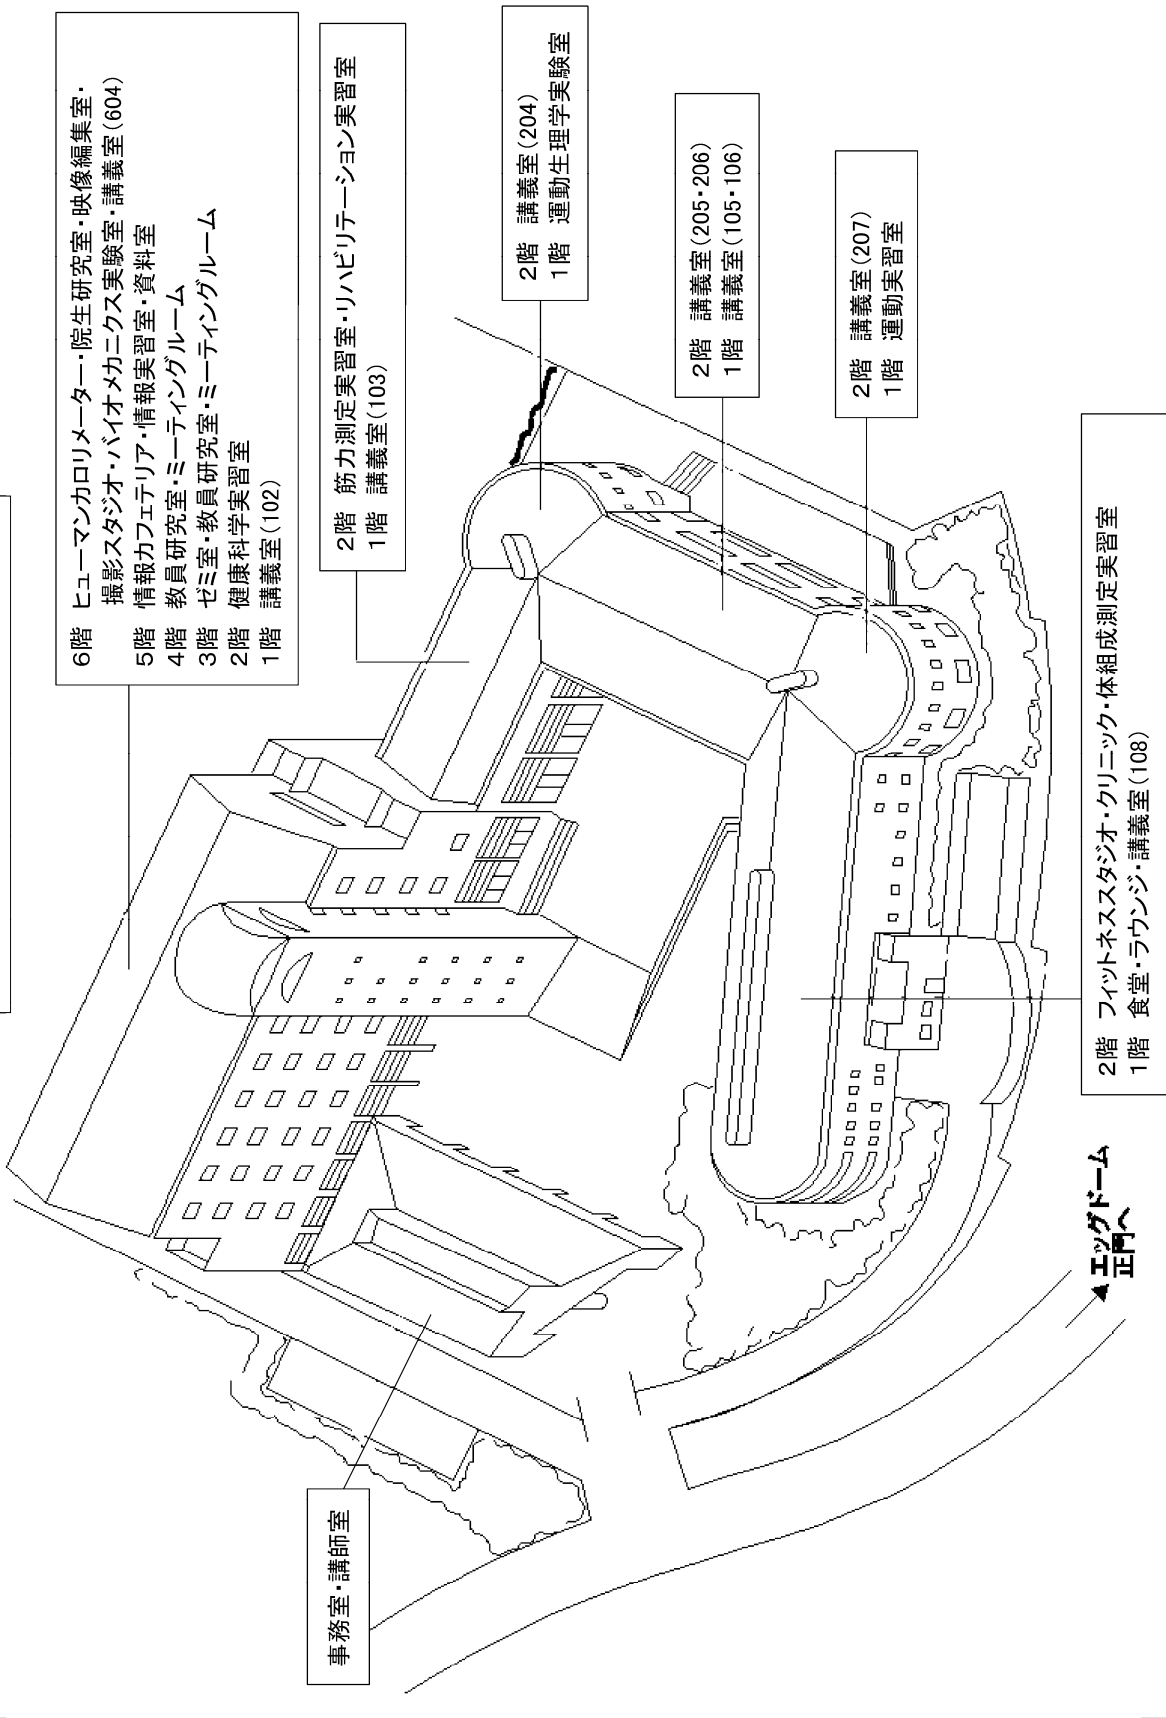 6階 ヒューマンカロリメーター・院生研究室・映像編集室・
撮影スタジオ・バイオメカニクス実験室・講義室(604)
5階 情報カフェテリア・情報実習室・資料室
4階 教員研究室・ミーティングルーム
3階 ゼミ室・教員研究室・ミーティングルーム
2階 健康科学実習室
1階 講義室(102)
2階 筋力測定実習室・リハビリテーション実習室
1階 講義室(103)
2階 講義室(204)
1階 運動生理学実験室
2階 講義室(205・206)
1階 講義室(105・106)
2階 講義室(207)
1階 運動実習室
2階 フィットネススタジオ・クリニック・体組成測定実習室
1階 食堂・ラウンジ・講義室(108)
事務室・講師室
エッグドーム
正門へ